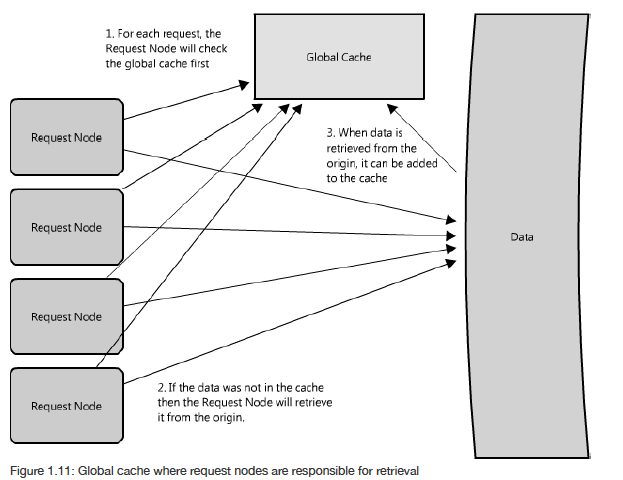 1. For each request, the
Request Node will check
the global cache first
Global Cache
Request Node
3. When data is
retrieved from the
origin, it can be added
to the cache
Request Node
Data
Request Node
2. If the data was not in the cache
then the Request Node will retrieve
it from the origin.
Request Node
Figure 1.11: Global cache where request nodes are responsible for retrieval